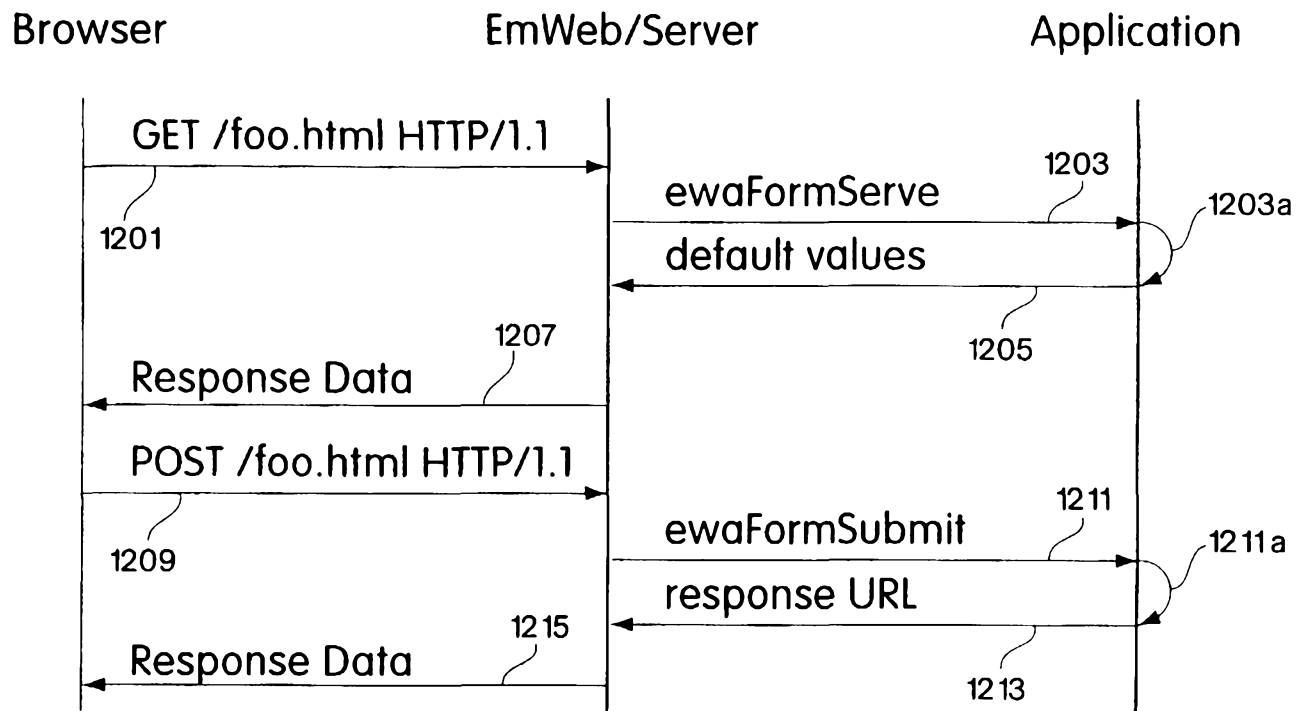 Browser
EmWeb/Server
Application
GET /foo.html HTTP/1.1
1201
ewaFormServe
1203
1203a
default values
1205
1207
Response Data
POST /foo.html HTTP/1.1
1209
ewaFormSubmit
1211
1211a
response URL
1213
1215
Response Data